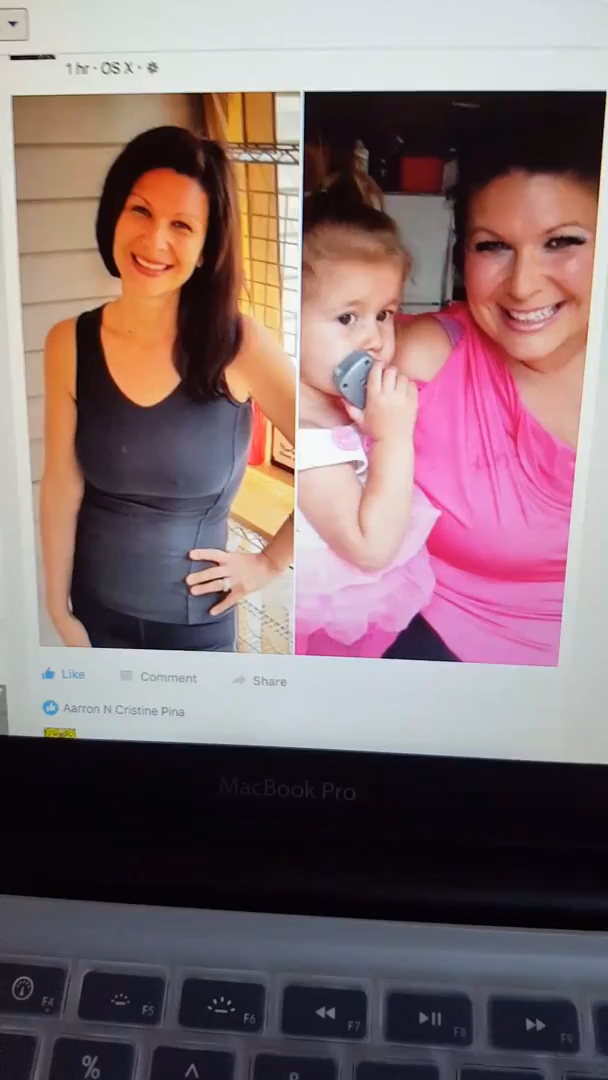 1 hr · OS X ·
Like Comment Share
Aarron N Cristine Pina
MacBook Pro
F4 F5 F6 F7 F8 F9
% ^